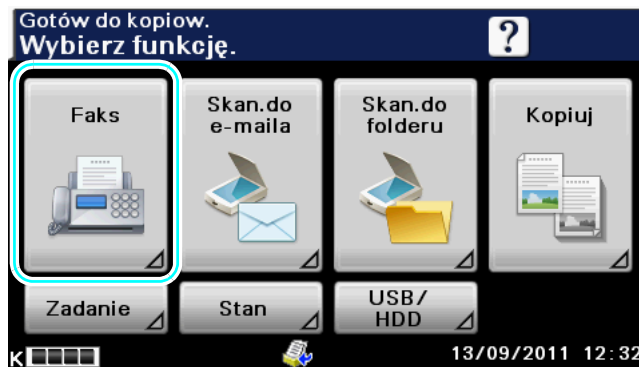 Gotów do kopiow.
Wybierz funkcję.
?
Faks
Skan.do
e-maila
Skan.do
folderu
Kopiuj
Zadanie
Stan
USB/
HDD
K
13/09/2011 12:32